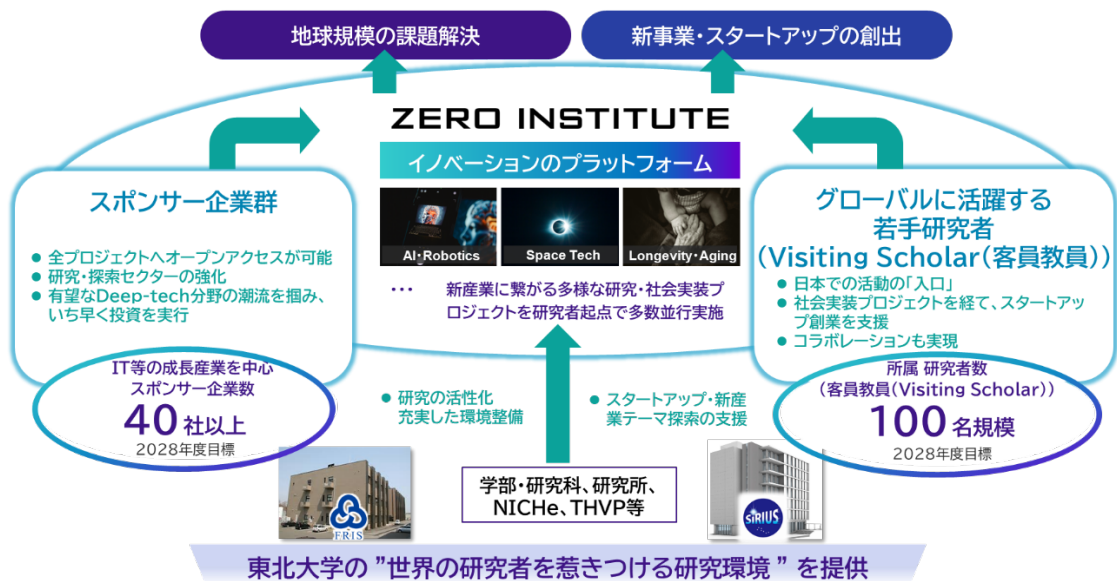 地球規模の課題解決
新事業・スタートアップの創出
ZERO INSTITUTE
イノベーションのプラットフォーム
AI・Robotics
Space Tech
Longevity・Aging
… 新産業に繋がる多様な研究・社会実装プ
ロジェクトを研究者起点で多数並行実施
スポンサー企業群
● 全プロジェクトへオープンアクセスが可能
● 研究・探索セクターの強化
● 有望なDeep-tech分野の潮流を掴み、
いち早く投資を実行
IT等の成長産業を中心
スポンサー企業数
40 社以上
2028年度目標
グローバルに活躍する
若手研究者
(Visiting Scholar(客員教員))
● 日本での活動の「入口」
● 社会実装プロジェクトを経て、スタートアッ
プ創業を支援
● コラボレーションも実現
所属 研究者数
(客員教員(Visiting Scholar))
100 名規模
2028年度目標
● 研究の活性化
充実した環境整備
● スタートアップ・新産
業テーマ探索の支援
FRIS
学部・研究科、研究所、
NICHe、THVP等
SiRIUS
東北大学の ”世界の研究者を惹きつける研究環境 ” を提供